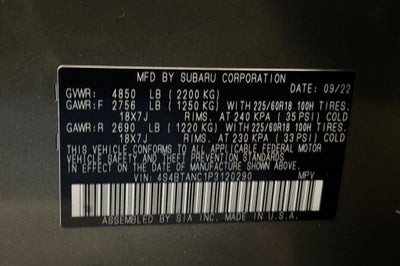 MFD BY SUBARU CORPORATION
GVWR: 4850 LB (2200 KG) DATE 09/22
GAWR:F 2756 LB (1250 KG) WITH 225/60R18 100H TIRES.
18X7J RIMS, AT 240 KPA (35 PSI) COLD
GAWR:R 2690 LB (1220 KG) WITH 225/60R18 100H TIRES.
18X7J RIMS, AT 230 KPA (33 PSI) COLD
THIS VEHICLE CONFORMS TO ALL APPLICABLE FEDERAL MOTOR
VEHICLE SAFETY AND THEFT PREVENTION STANDARDS IN
EFFECT ON THE DATE OF MANUFACTURE SHOWN ABOVE.
VIN: 4S4BTANC1P3120290 MPV
ASSEMBLED BY SIA INC. MADE IN U.S.A.